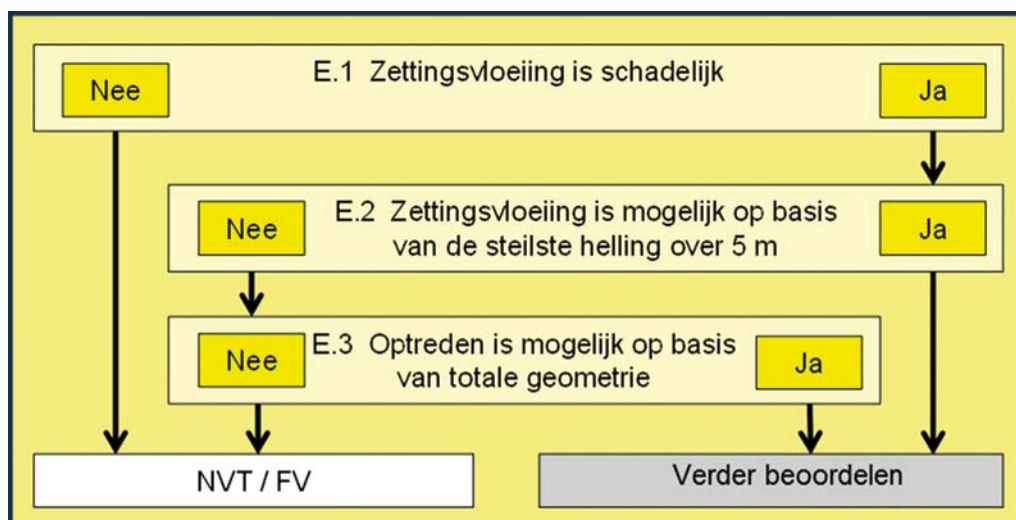 E.1 Zettingsvloeiing is schadelijk
Nee
Ja
E.2 Zettingsvloeiing is mogelijk op basis
van de steilste helling over 5 m
Nee
Ja
E.3 Optreden is mogelijk op basis
van totale geometrie
Nee
Ja
NVT / FV
Verder beoordelen